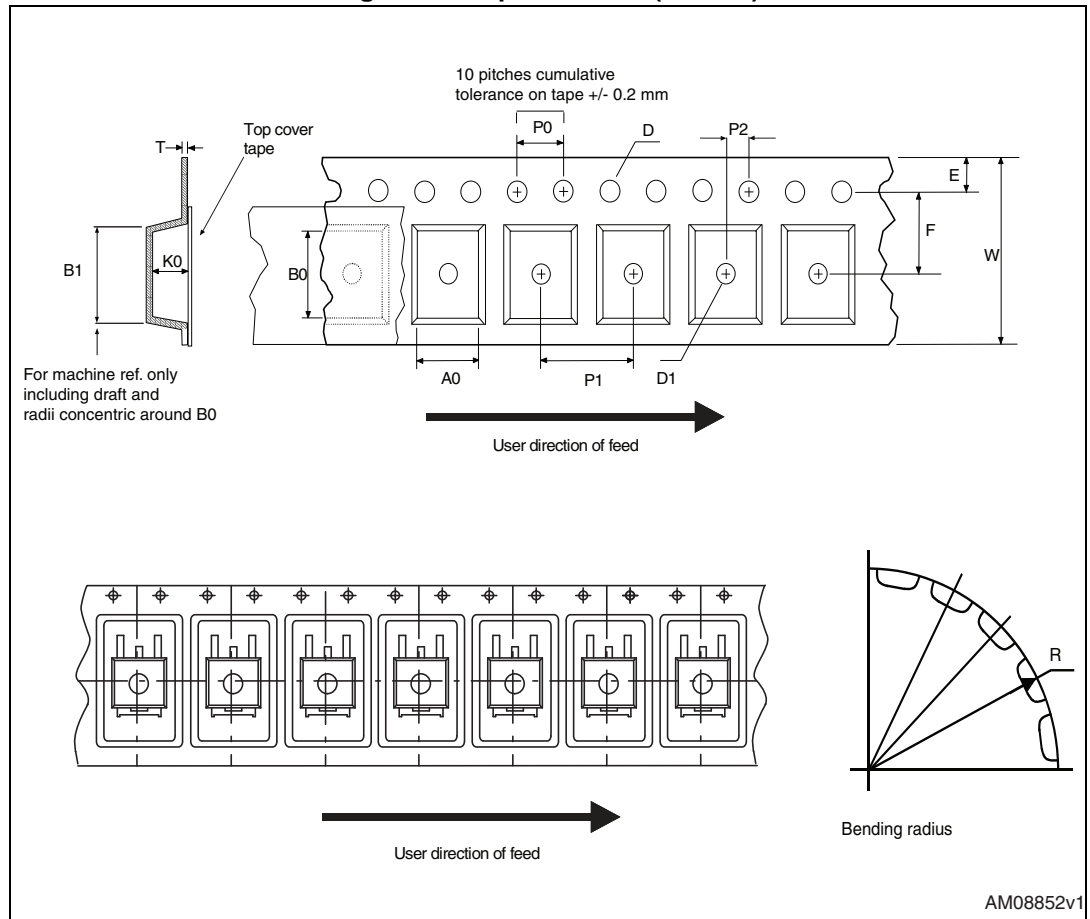 10 pitches cumulative
tolerance on tape +/- 0.2 mm
Top cover
tape
T
P0
D
P2
E
F
W
B1
K0
B0
For machine ref. only
including draft and
radii concentric around B0
A0
P1
D1
User direction of feed
R
Bending radius
User direction of feed
AM08852v1